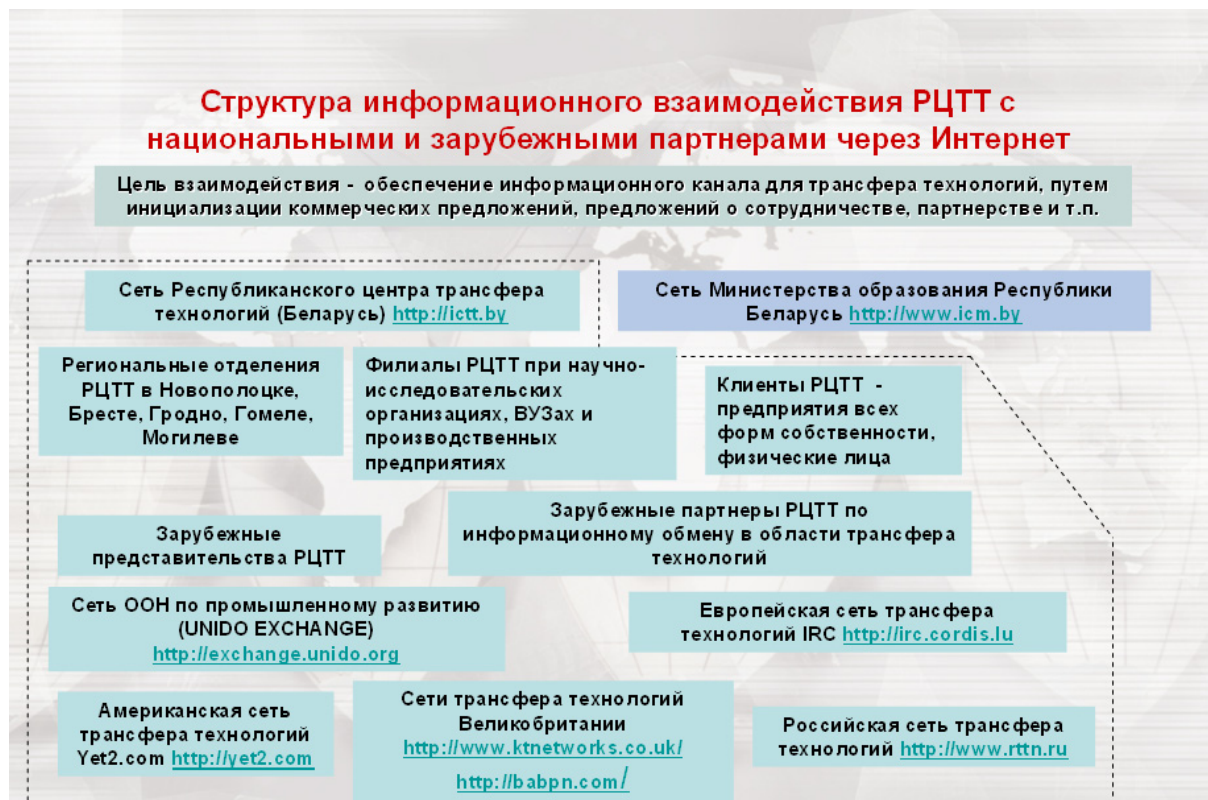 Структура информационного взаимодействия РЦТТ с
национальными и зарубежными партнерами через Интернет
Цель взаимодействия - обеспечение информационного канала для трансфера технологий, путем
инициализации коммерческих предложений, предложений о сотрудничестве, партнерстве и т.п.
Сеть Республиканского центра трансфера
технологий (Беларусь) http://ictt.by
Сеть Министерства образования Республики
Беларусь http://www.icm.by
Региональные отделения
РЦТТ в Новополоцке,
Бресте, Гродно, Гомеле,
Могилеве
Филиалы РЦТТ при научно-
исследовательских
организациях, ВУЗах и
производственных
предприятиях
Клиенты РЦТТ -
предприятия всех
форм собственности,
физические лица
Зарубежные
представительства РЦТТ
Зарубежные партнеры РЦТТ по
информационному обмену в области трансфера
технологий
Сеть ООН по промышленному развитию
(UNIDO EXCHANGE)
http://exchange.unido.org
Европейская сеть трансфера
технологий IRC http://irc.cordis.lu
Американская сеть
трансфера технологий
Yet2.com http://yet2.com
Сети трансфера технологий
Великобритании
http://www.ktnetworks.co.uk/
http://babpn.com/
Российская сеть трансфера
технологий http://www.rttn.ru